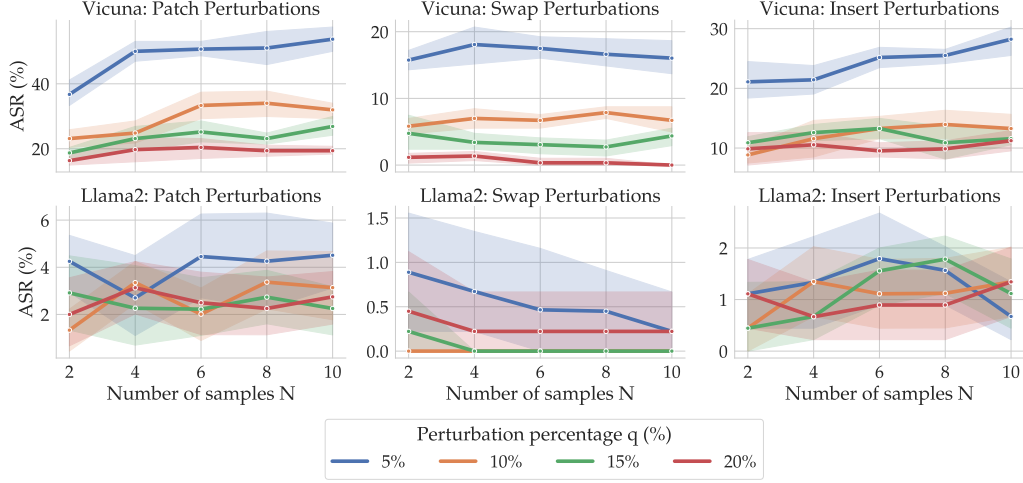 Vicuna: Patch Perturbations
Vicuna: Swap Perturbations
Vicuna: Insert Perturbations
ASR (%)
40
20
20
10
0
30
20
10
Llama2: Patch Perturbations
Llama2: Swap Perturbations
Llama2: Insert Perturbations
ASR (%)
6
4
2
1.5
1.0
0.5
0.0
2
1
0
2 4 6 8 10
2 4 6 8 10
2 4 6 8 10
Number of samples N
Number of samples N
Number of samples N
Perturbation percentage q (%)
5% 10% 15% 20%